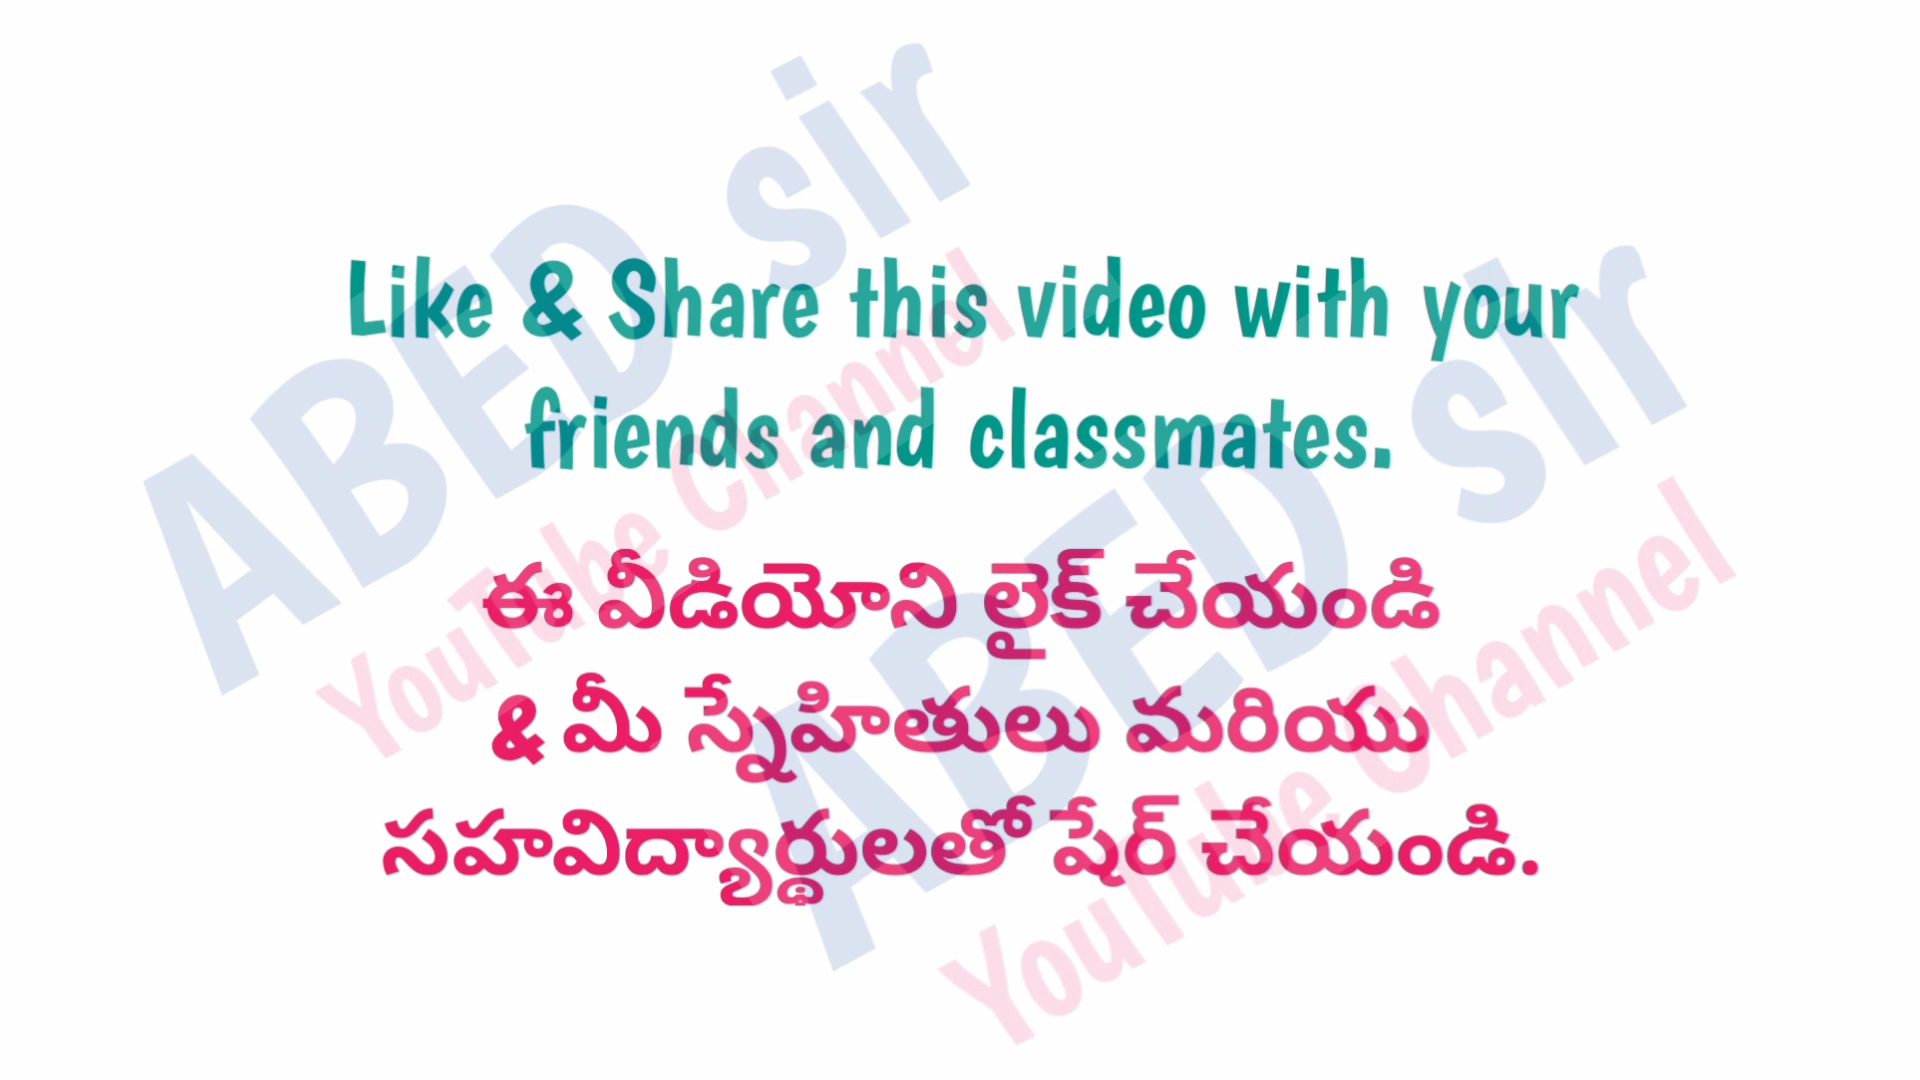 Like & Share this video with your
friends and classmates.
ఈ వీడియోని లైక్ చేయండి
& మీ స్నేహితులు మరియు
సహవిద్యార్థులతో షేర్ చేయండి.
ABED sir
YouTube Channel
ABED sir
YouTube Channel